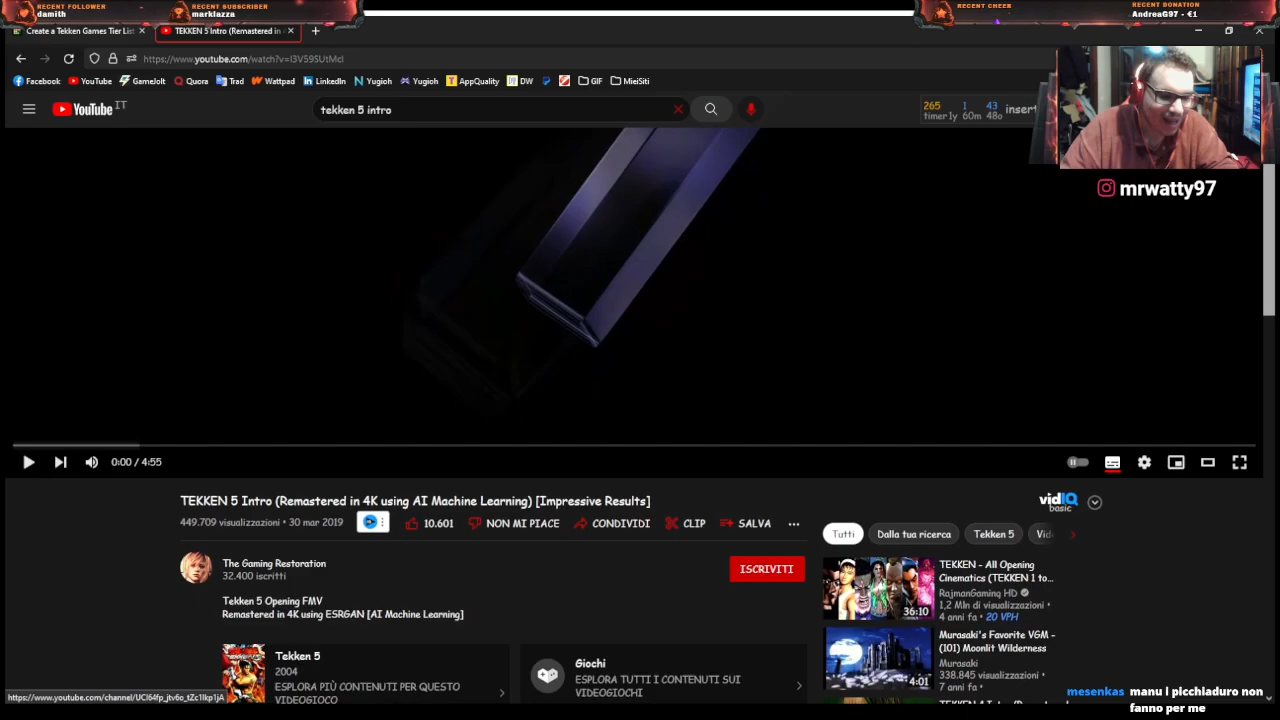 RECENT FOLLOWER
damith
RECENT SUBSCRIBER
marklazza
RECENT CHEER
RECENT DONATION
AndreaG97 - €1
Create a Tekken Games Tier List
TEKKEN 5 Intro (Remastered in
https://www.youtube.com/watch?v=I3V59SUtMcI
Facebook
YouTube
GameJolt
Quora
Trad
Wattpad
LinkedIn
Yugioh
Yugioh
AppQuality
DW
GIF
MieiSiti
YouTube IT
tekken 5 intro
265 1 43
timer1y 60m 48o
insert
mrwatty97
0:00 / 4:55
TEKKEN 5 Intro (Remastered in 4K using AI Machine Learning) [Impressive Results]
449.709 visualizzazioni • 30 mar 2019
10.601
NON MI PIACE
CONDIVIDI
CLIP
SALVA
...
The Gaming Restoration
32.400 iscritti
ISCRIVITI
Tekken 5 Opening FMV
Remastered in 4K using ESRGAN [AI Machine Learning]
Tekken 5
2004
ESPLORA PIÙ CONTENUTI PER QUESTO
VIDEOGIOCO
Giochi
ESPLORA TUTTI I CONTENUTI SUI
VIDEOGIOCHI
vidIQ
basic
Tutti
Dalla tua ricerca
Tekken 5
TEKKEN - All Opening
Cinematics (TEKKEN 1 to...
RajmanGaming HD
1,2 Mln di visualizzazioni •
4 anni fa • 20 VPH
36:10
Murasaki's Favorite VGM -
(101) Moonlit Wilderness
Murasaki
338.845 visualizzazioni •
7 anni fa •
4:01
mesenkas manu i picchiaduro non
fanno per me